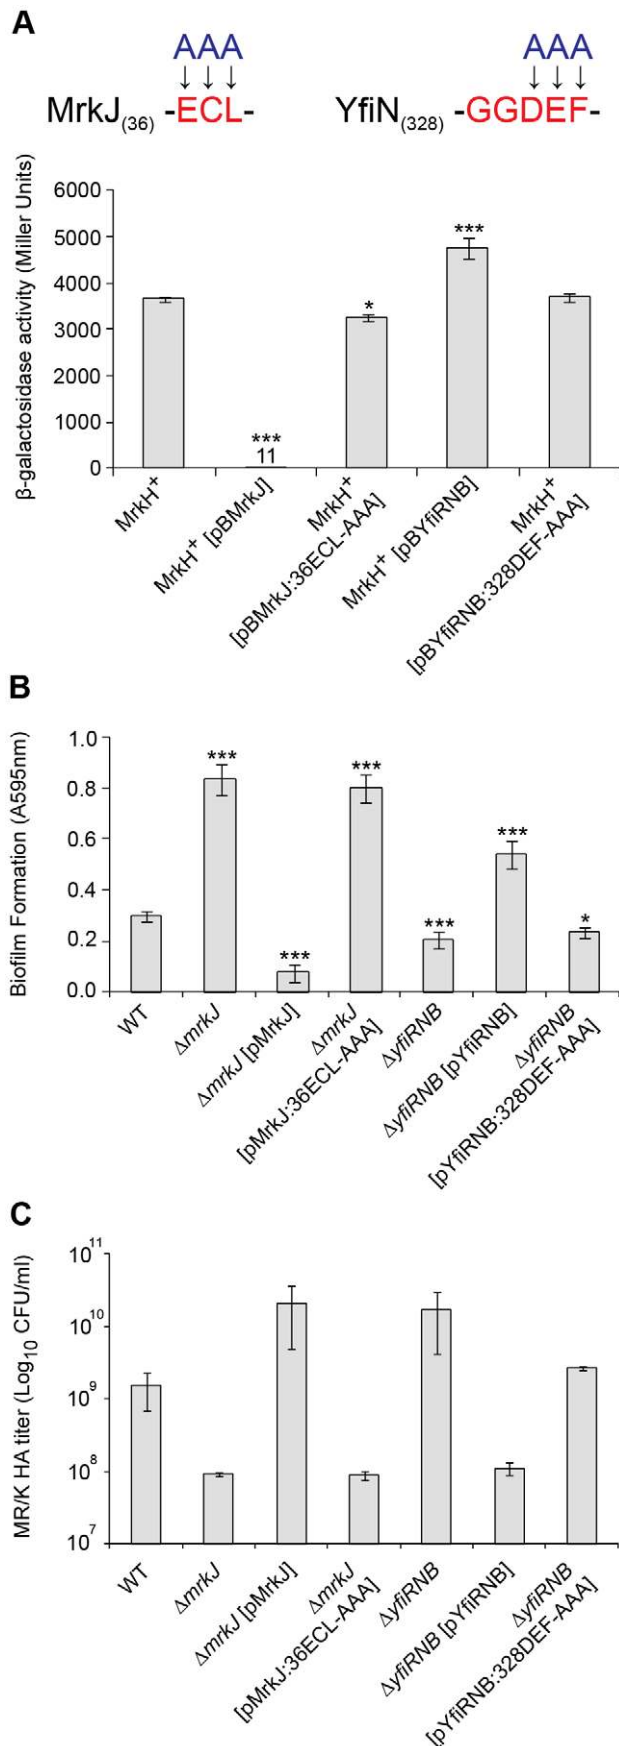 A
AAA AAA
MrkJ(36) -ECL- YfiN(328) -GGDEF-
β-galactosidase activity (Miller Units)
6000
5000
4000
3000
2000
1000
0
***
11
*
***
MrkH+
MrkH+ [pBMrkJ]
MrkH+
[pBMrkJ:36ECL-AAA]
MrkH+ [pBYfiRNB]
MrkH+
[pBYfiRNB:328DEF-AAA]
B
Biofilm Formation (A595nm)
1.0
0.8
0.6
0.4
0.2
0.0
***
***
***
***
***
*
WT
ΔmrkJ
ΔmrkJ [pMrkJ]
ΔmrkJ
[pMrkJ:36ECL-AAA]
ΔyfiRNB
ΔyfiRNB [pYfiRNB]
ΔyfiRNB
[pYfiRNB:328DEF-AAA]
C
MR/K HA titer (Log10 CFU/ml)
10^11
10^10
10^9
10^8
10^7
WT
ΔmrkJ
ΔmrkJ [pMrkJ]
ΔmrkJ
[pMrkJ:36ECL-AAA]
ΔyfiRNB
ΔyfiRNB [pYfiRNB]
ΔyfiRNB
[pYfiRNB:328DEF-AAA]